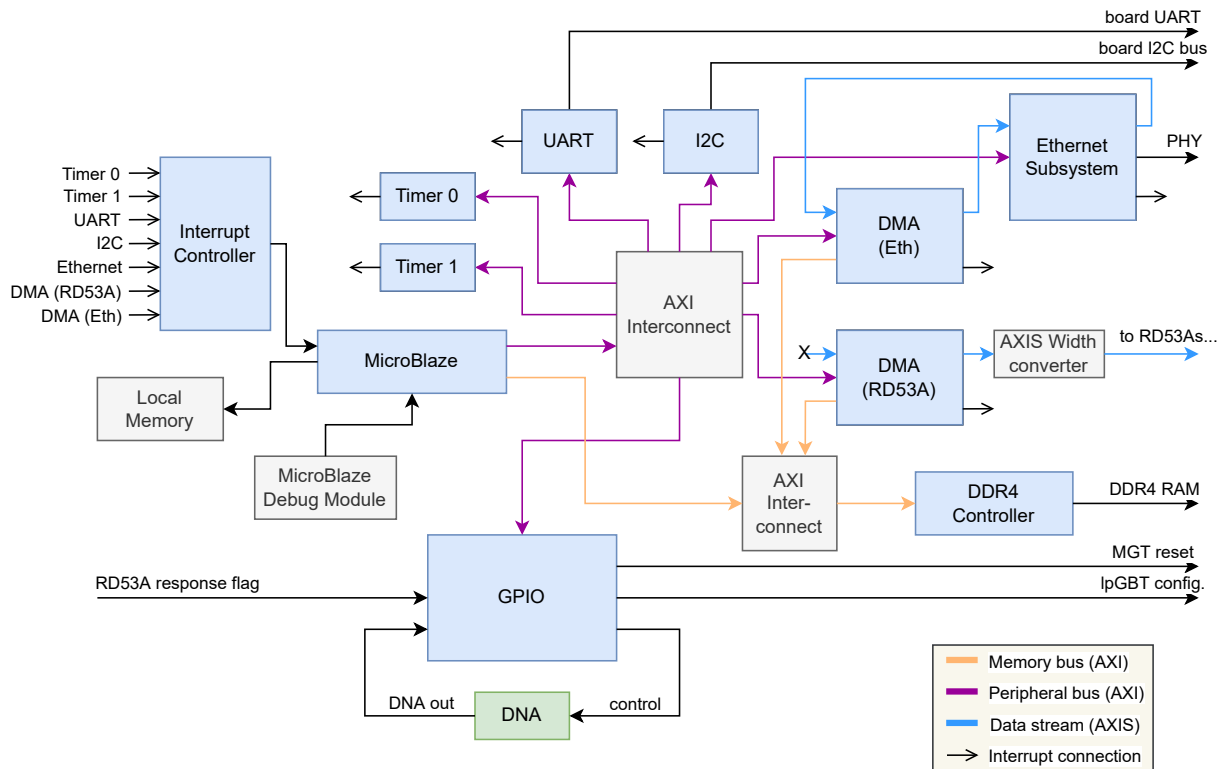 board UART
board I2C bus
UART
I2C
Ethernet
Subsystem
PHY
Timer 0
Timer 1
UART
I2C
Ethernet
DMA (RD53A)
DMA (Eth)
Interrupt
Controller
Timer 0
Timer 1
DMA
(Eth)
AXI
Interconnect
MicroBlaze
X
DMA
(RD53A)
AXIS Width
converter
to RD53As...
Local
Memory
MicroBlaze
Debug Module
AXI
Inter-
connect
DDR4
Controller
DDR4 RAM
MGT reset
lpGBT config.
RD53A response flag
GPIO
DNA out
DNA
control
Memory bus (AXI)
Peripheral bus (AXI)
Data stream (AXIS)
Interrupt connection